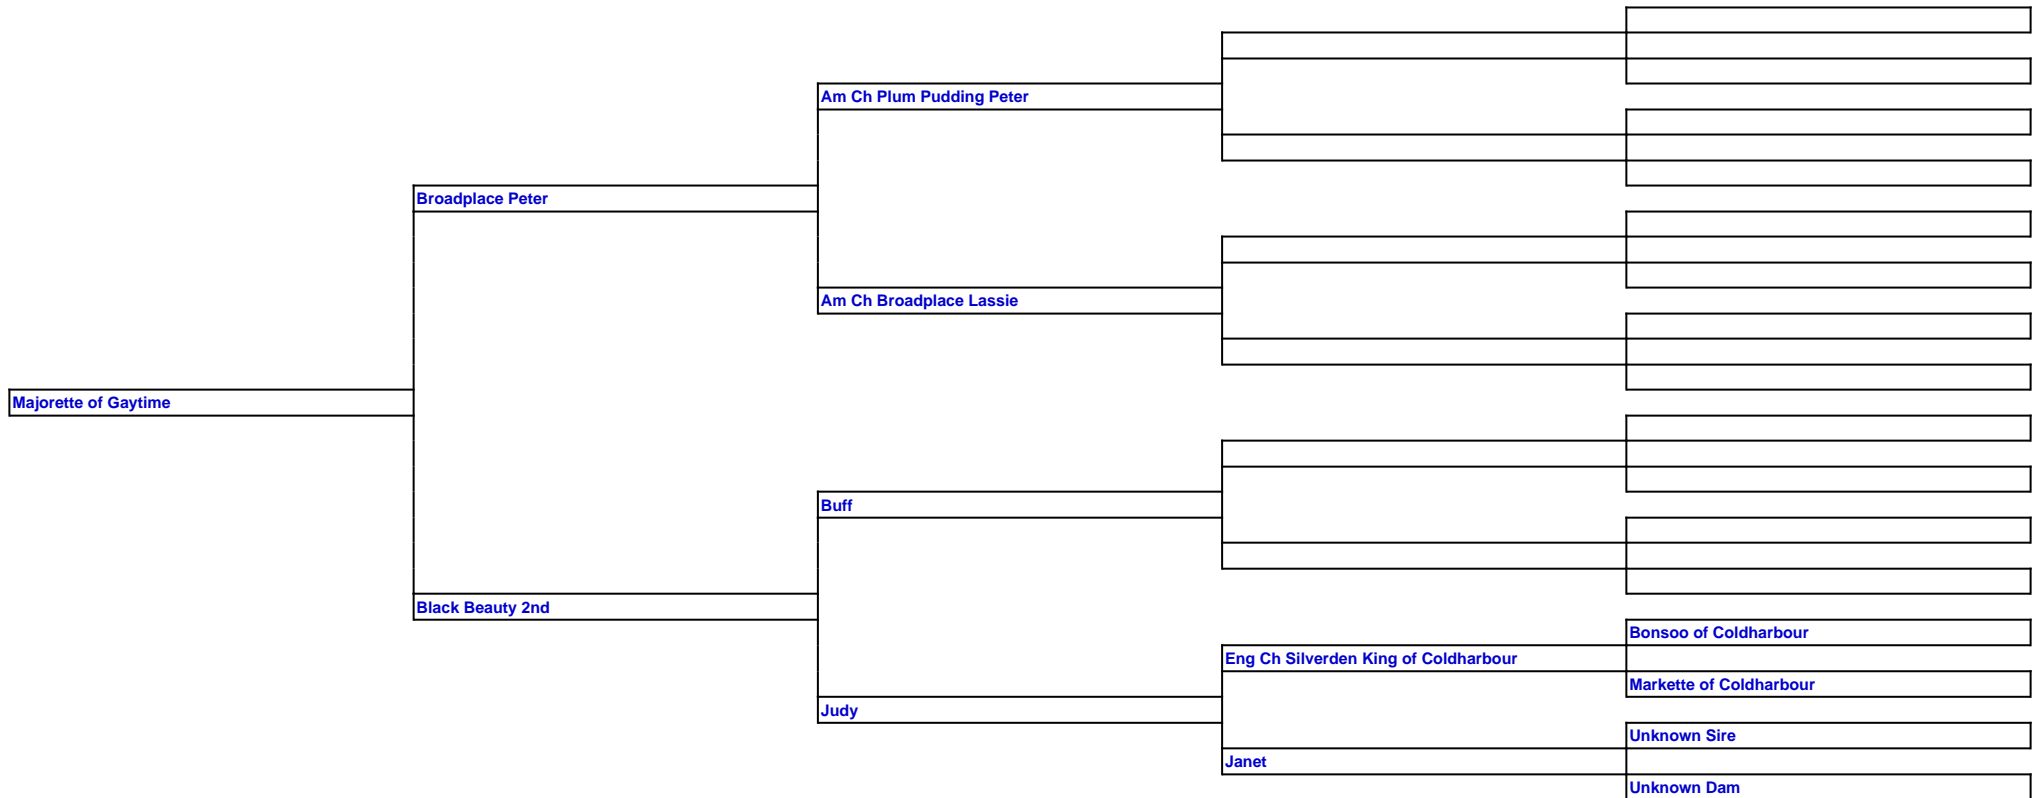 Am Ch Plum Pudding Peter
Broadplace Peter
Am Ch Broadplace Lassie
Majorette of Gaytime
Buff
Black Beauty 2nd
Bonsoo of Coldharbour
Eng Ch Silverden King of Coldharbour
Markette of Coldharbour
Judy
Unknown Sire
Janet
Unknown Dam